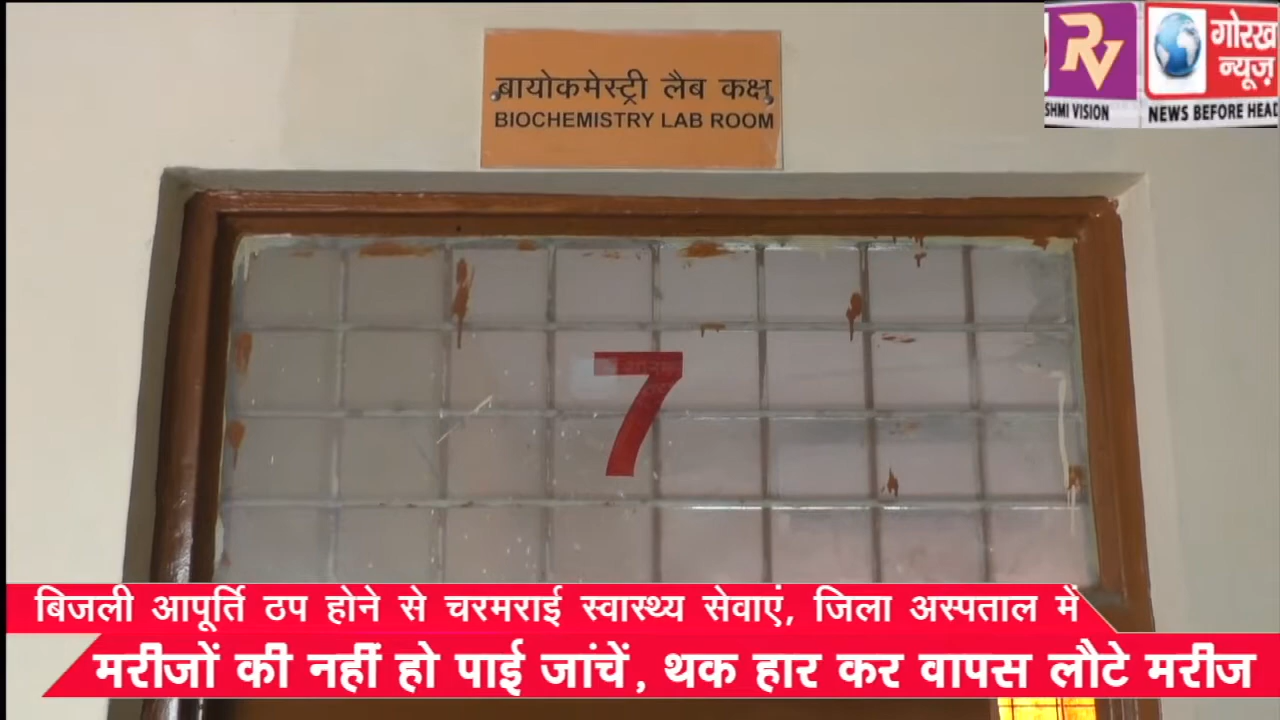 बायोकमेस्ट्री लैब कक्ष
BIOCHEMISTRY LAB ROOM
RV
SHMI VISION
गोरख
न्यूज़
NEWS BEFORE HEAD
7
बिजली आपूर्ति ठप होने से चरमराई स्वास्थ्य सेवाएं, जिला अस्पताल में
मरीजों की नहीं हो पाई जांचें, थक हार कर वापस लौटे मरीज